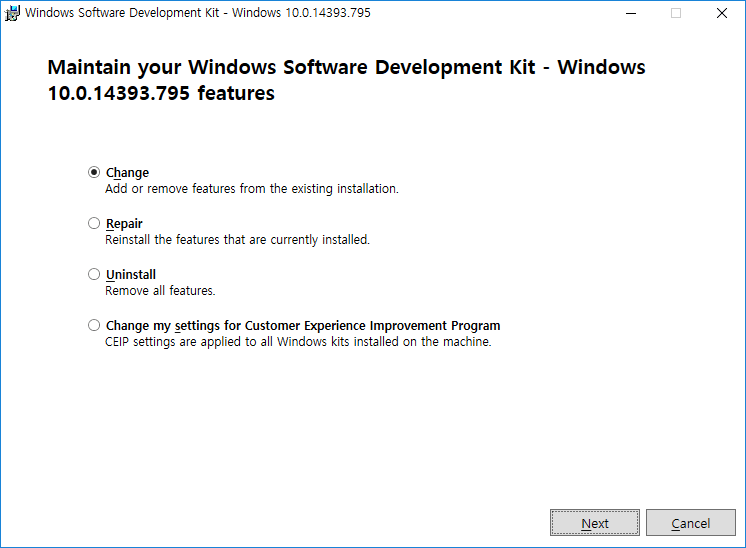 Windows Software Development Kit - Windows 10.0.14393.795
Maintain your Windows Software Development Kit - Windows
10.0.14393.795 features
Change
Add or remove features from the existing installation.
Repair
Reinstall the features that are currently installed.
Uninstall
Remove all features.
Change my settings for Customer Experience Improvement Program
CEIP settings are applied to all Windows kits installed on the machine.
Next
Cancel